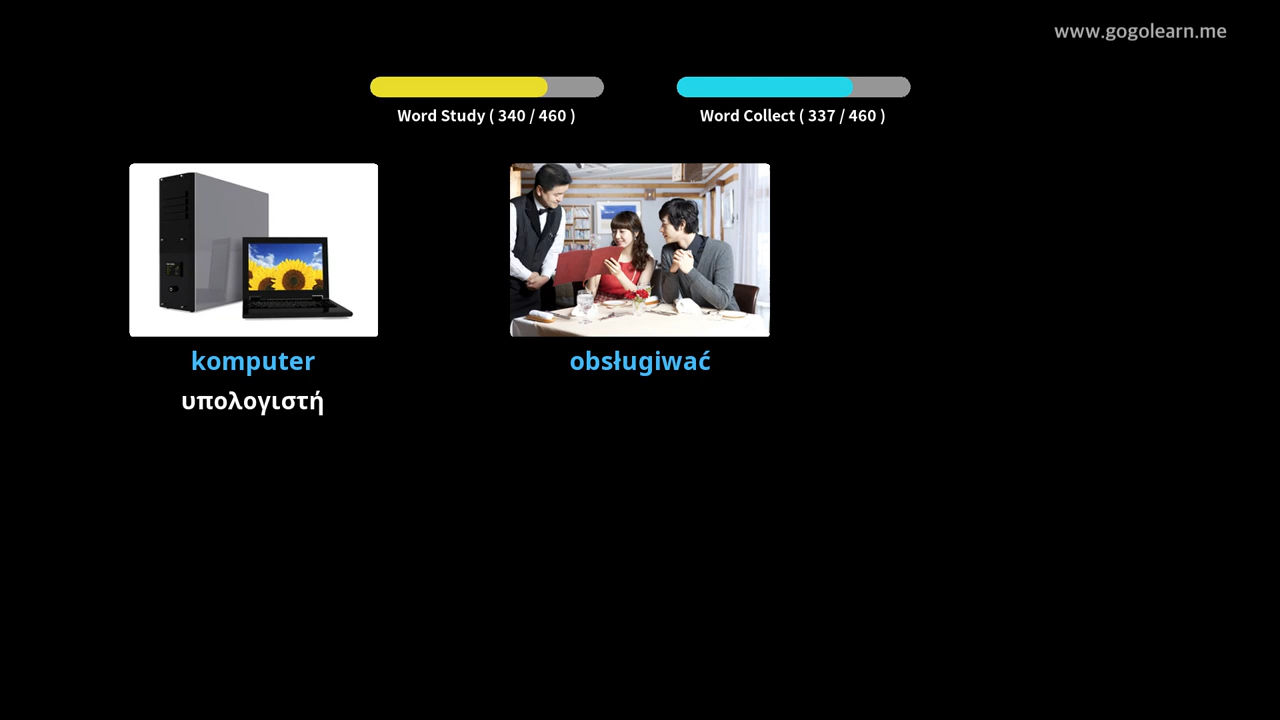 www.gogolearn.me
Word Study ( 340 / 460 )
Word Collect ( 337 / 460 )
komputer
obsługiwać
υπολογιστή